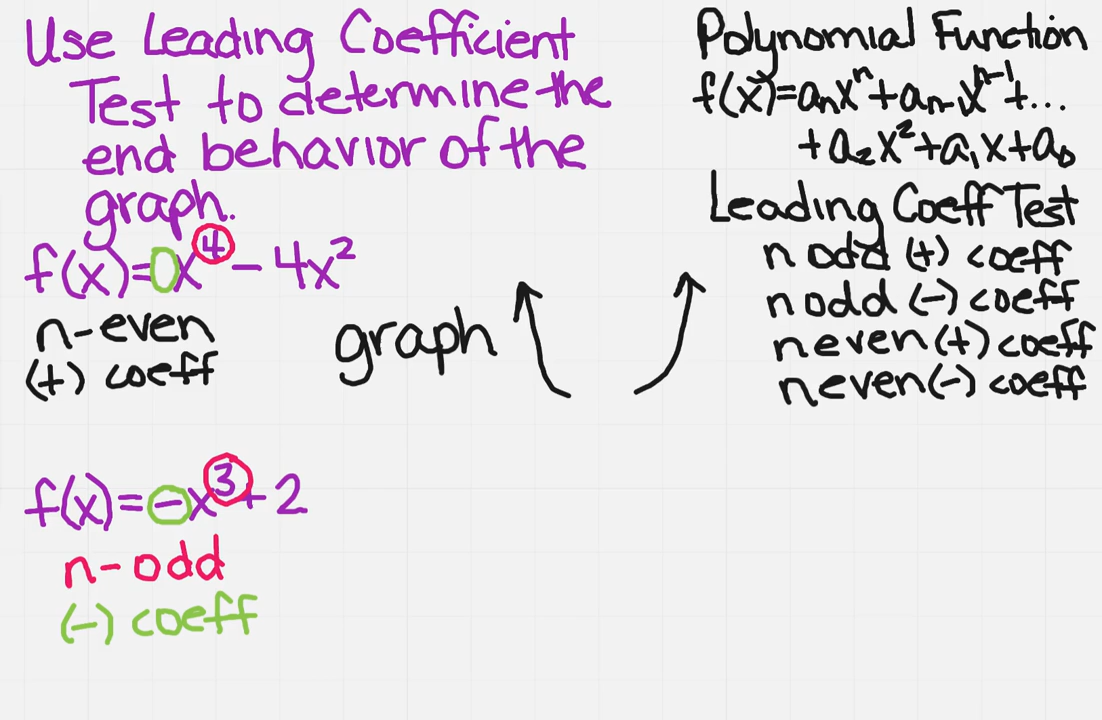 Use Leading Coefficient
Test to determine the
end behavior of the
graph.
f(x)=x⁴-4x²
n-even
(+) coeff
graph
f(x)=-x³+2
n-odd
(-) coeff
Polynomial Function
f(x)=aₙxⁿ+aₙ₋₁xⁿ⁻¹+...
+a₂x²+a₁x+a₀
Leading Coeff Test
n odd (+) coeff
n odd (-) coeff
n even (+) coeff
n even (-) coeff